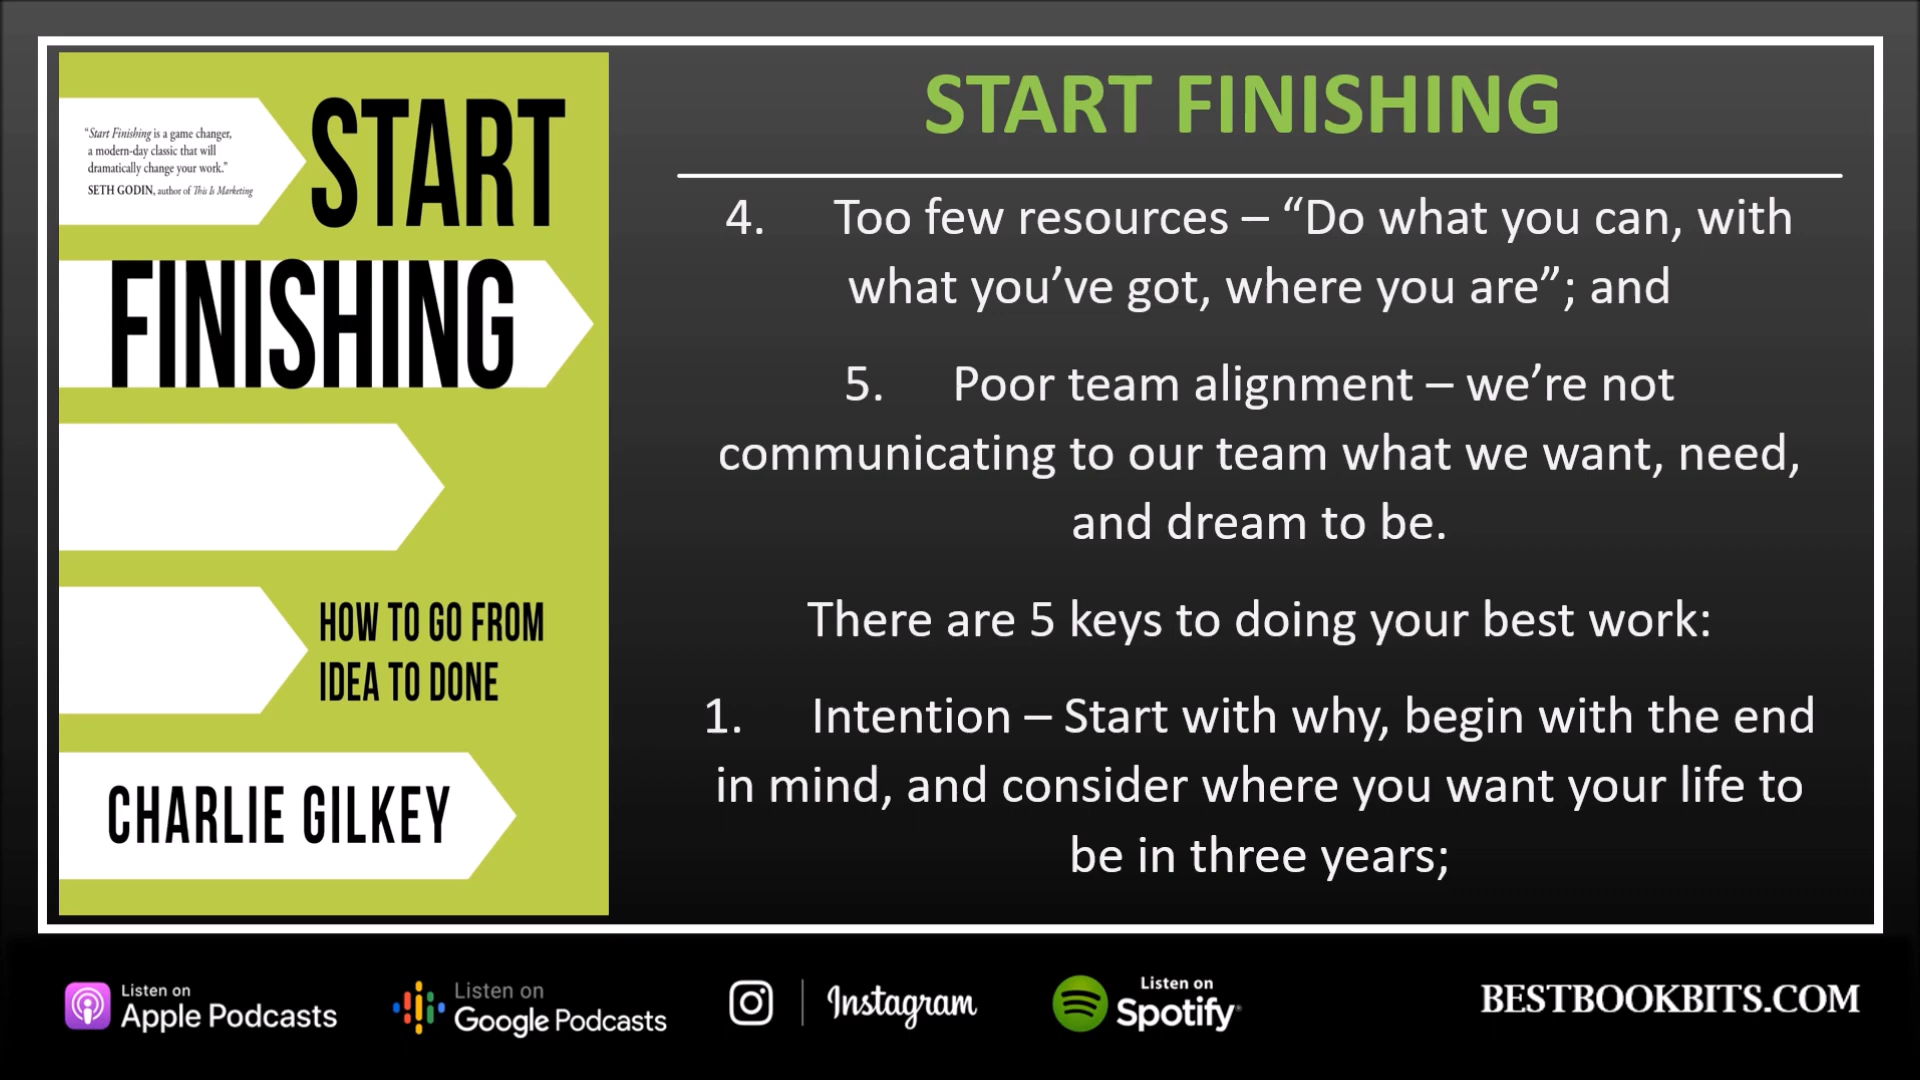 “Start Finishing is a game changer,
a modern-day classic that will
dramatically change your work.”
SETH GODIN, author of This Is Marketing
START
FINISHING
HOW TO GO FROM
IDEA TO DONE
CHARLIE GILKEY
START FINISHING
4. Too few resources – “Do what you can, with
what you’ve got, where you are”; and
5. Poor team alignment – we’re not
communicating to our team what we want, need,
and dream to be.
There are 5 keys to doing your best work:
1. Intention – Start with why, begin with the end
in mind, and consider where you want your life to
be in three years;
Listen on
Apple Podcasts
Listen on
Google Podcasts
Instagram
Listen on
Spotify
BESTBOOKBITS.COM